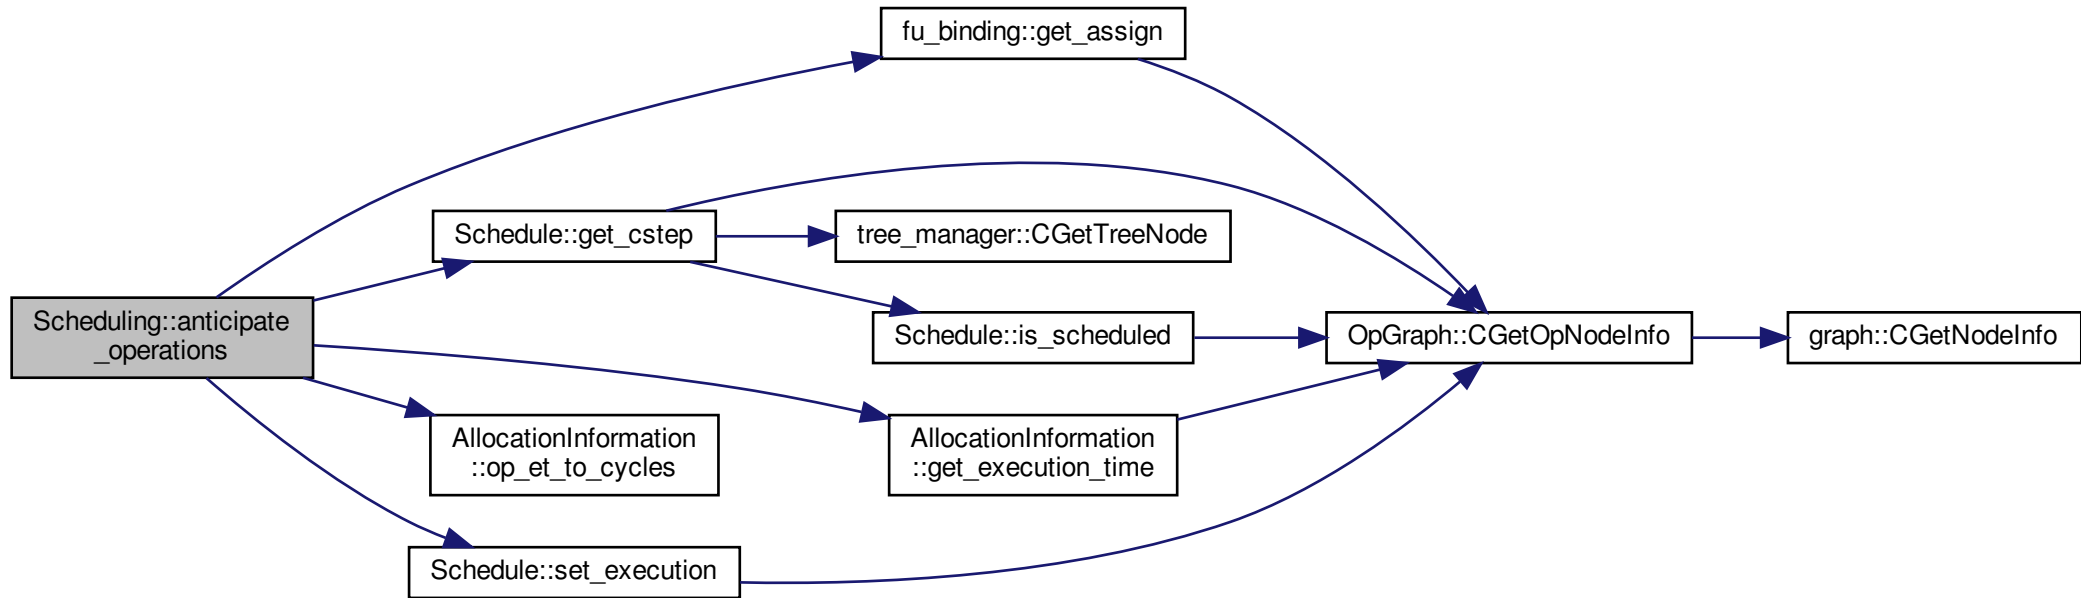 fu_binding::get_assign
Schedule::get_cstep
tree_manager::CGetTreeNode
Scheduling::anticipate
_operations
Schedule::is_scheduled
OpGraph::CGetOpNodeInfo
graph::CGetNodeInfo
AllocationInformation
::op_et_to_cycles
AllocationInformation
::get_execution_time
Schedule::set_execution